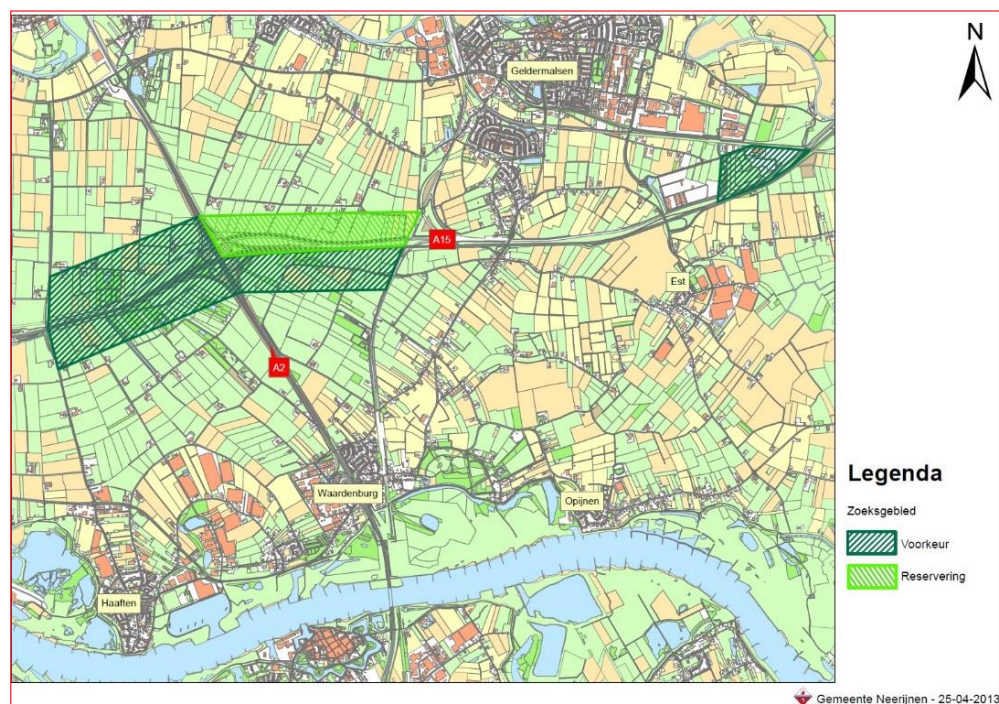 N
Geldermalsen
A15
Est
A2
Waardenburg
Opijnen
Haaften
Legenda
Zoeksgebied
Voorkeur
Reservering
Gemeente Neerijnen - 25-04-2013